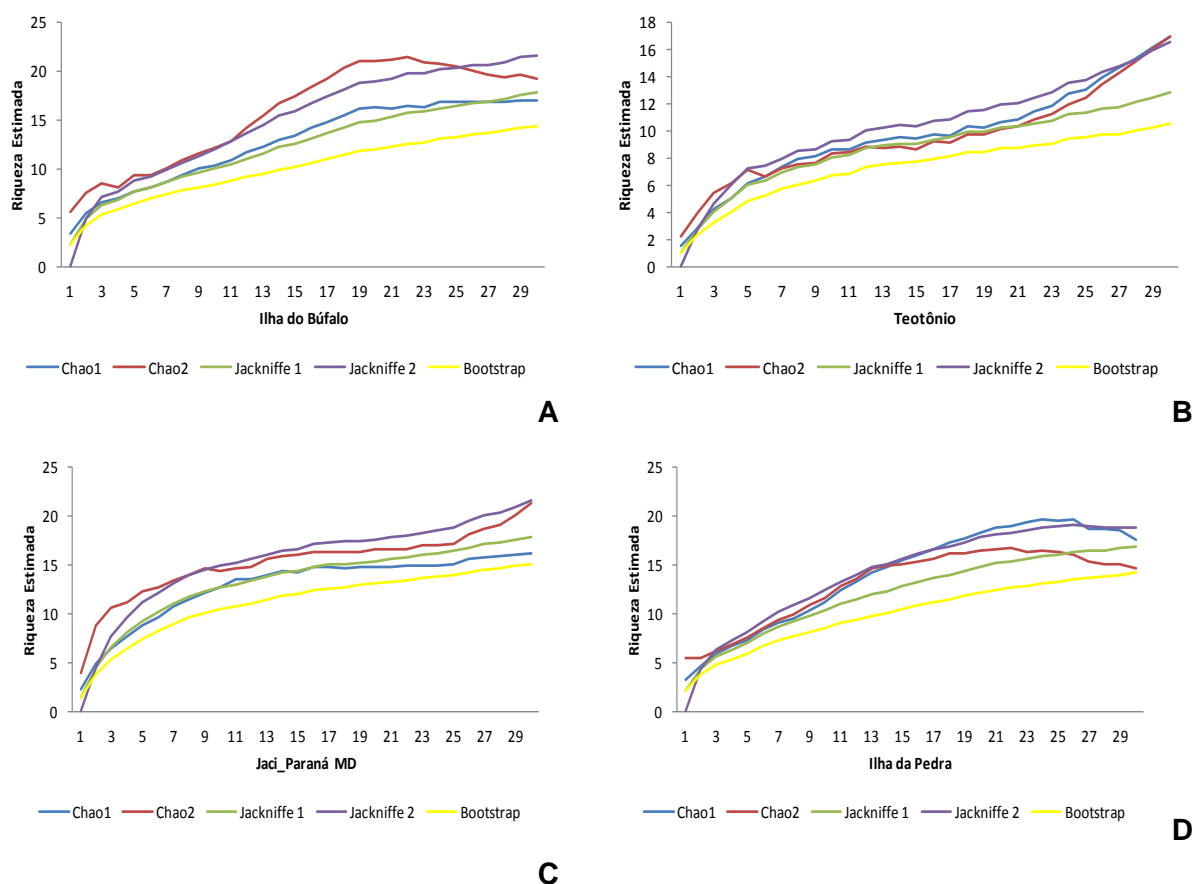 25
20
15
10
5
0
Riqueza Estimada
1 3 5 7 9 11 13 15 17 19 21 23 25 27 29
Ilha do Búfalo
Chao1 Chao2 Jackniffe 1 Jackniffe 2 Bootstrap
A
18
16
14
12
10
8
6
4
2
0
Riqueza Estimada
1 3 5 7 9 11 13 15 17 19 21 23 25 27 29
Teotônio
Chao1 Chao2 Jackniffe 1 Jackniffe 2 Bootstrap
B
25
20
15
10
5
0
Riqueza Estimada
1 3 5 7 9 11 13 15 17 19 21 23 25 27 29
Jaci_Paraná MD
Chao1 Chao2 Jackniffe 1 Jackniffe 2 Bootstrap
C
25
20
15
10
5
0
Riqueza Estimada
1 3 5 7 9 11 13 15 17 19 21 23 25 27 29
Ilha da Pedra
Chao1 Chao2 Jackniffe 1 Jackniffe 2 Bootstrap
D